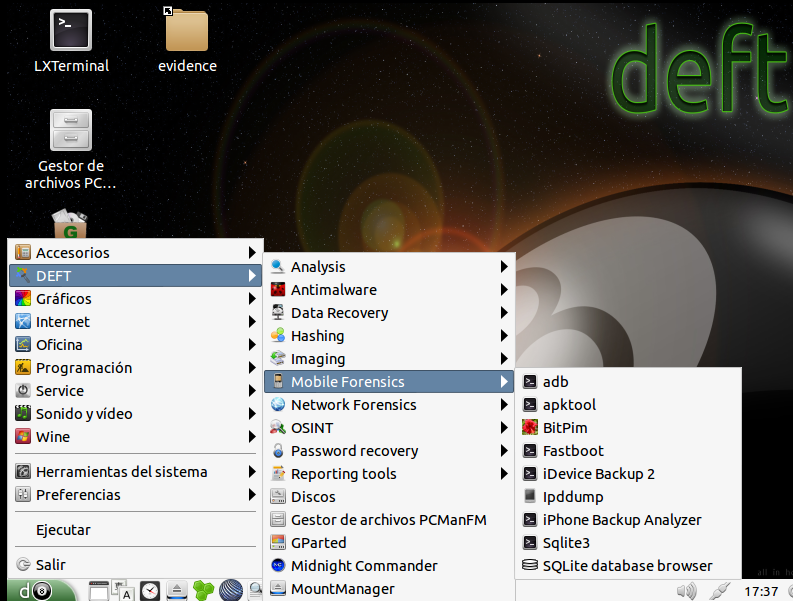 LXTerminal
evidence
deft
Gestor de
archivos PC...
Accesorios
DEFT
Gráficos
Internet
Oficina
Programación
Service
Sonido y vídeo
Wine
Herramientas del sistema
Preferencias
Ejecutar
Salir
Analysis
Antimalware
Data Recovery
Hashing
Imaging
Mobile Forensics
Network Forensics
OSINT
Password recovery
Reporting tools
Discos
Gestor de archivos PCManFM
GParted
Midnight Commander
MountManager
adb
apktool
BitPim
Fastboot
iDevice Backup 2
Ipddump
iPhone Backup Analyzer
Sqlite3
SQLite database browser
all in
d8
A
17:37